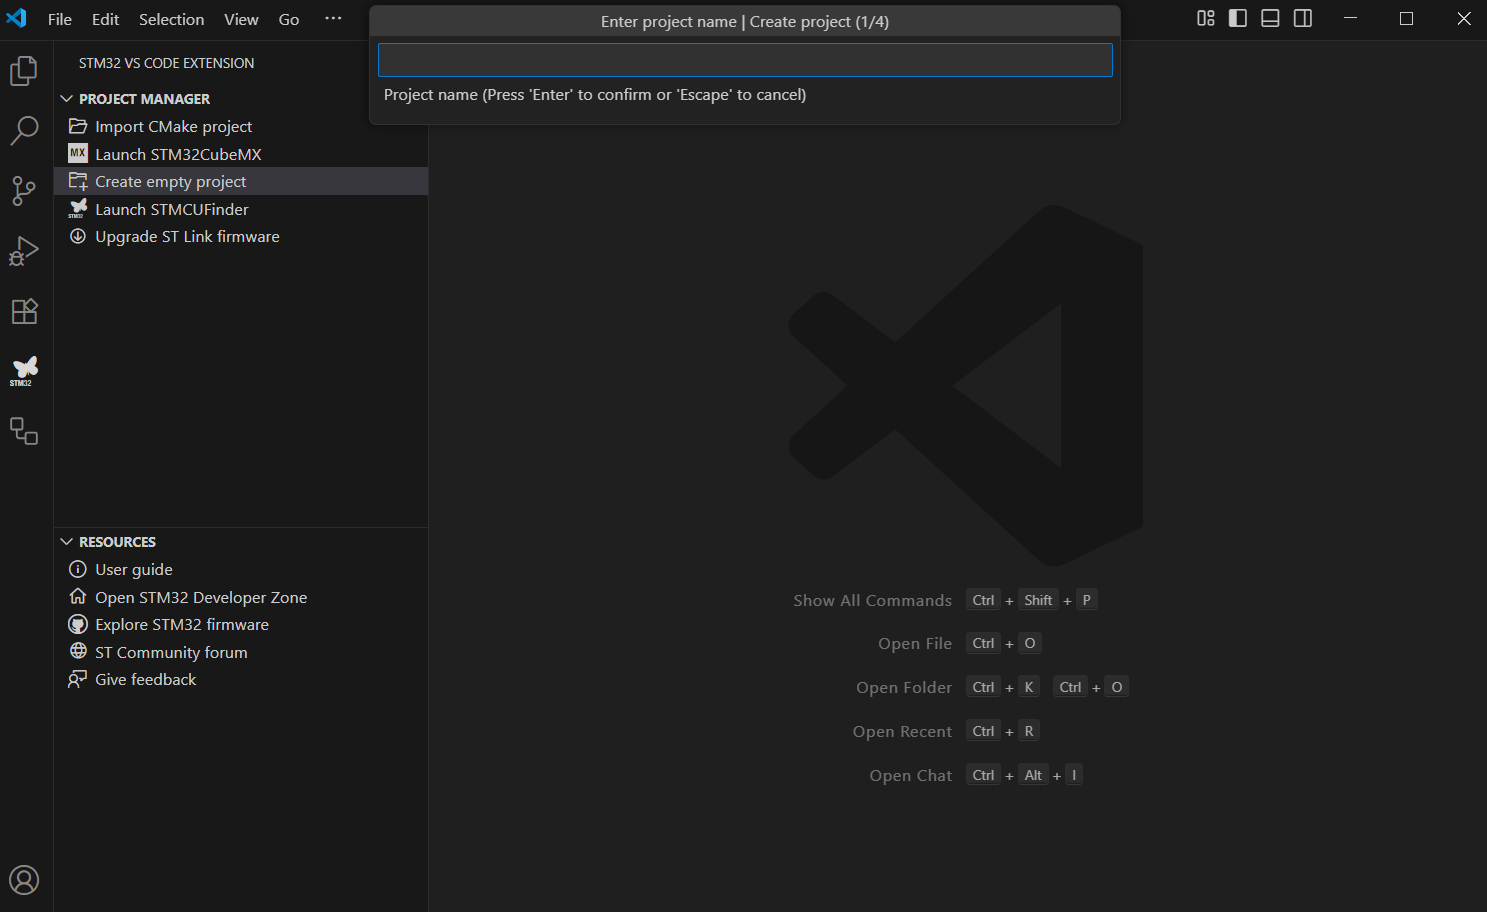 File Edit Selection View Go ···
Enter project name | Create project (1/4)
Project name (Press 'Enter' to confirm or 'Escape' to cancel)
STM32 VS CODE EXTENSION
PROJECT MANAGER
Import CMake project
MX Launch STM32CubeMX
Create empty project
STM32 Launch STMCUFinder
Upgrade ST Link firmware
STM32
RESOURCES
User guide
Open STM32 Developer Zone
Explore STM32 firmware
ST Community forum
Give feedback
Show All Commands Ctrl + Shift + P
Open File Ctrl + O
Open Folder Ctrl + K Ctrl + O
Open Recent Ctrl + R
Open Chat Ctrl + Alt + I